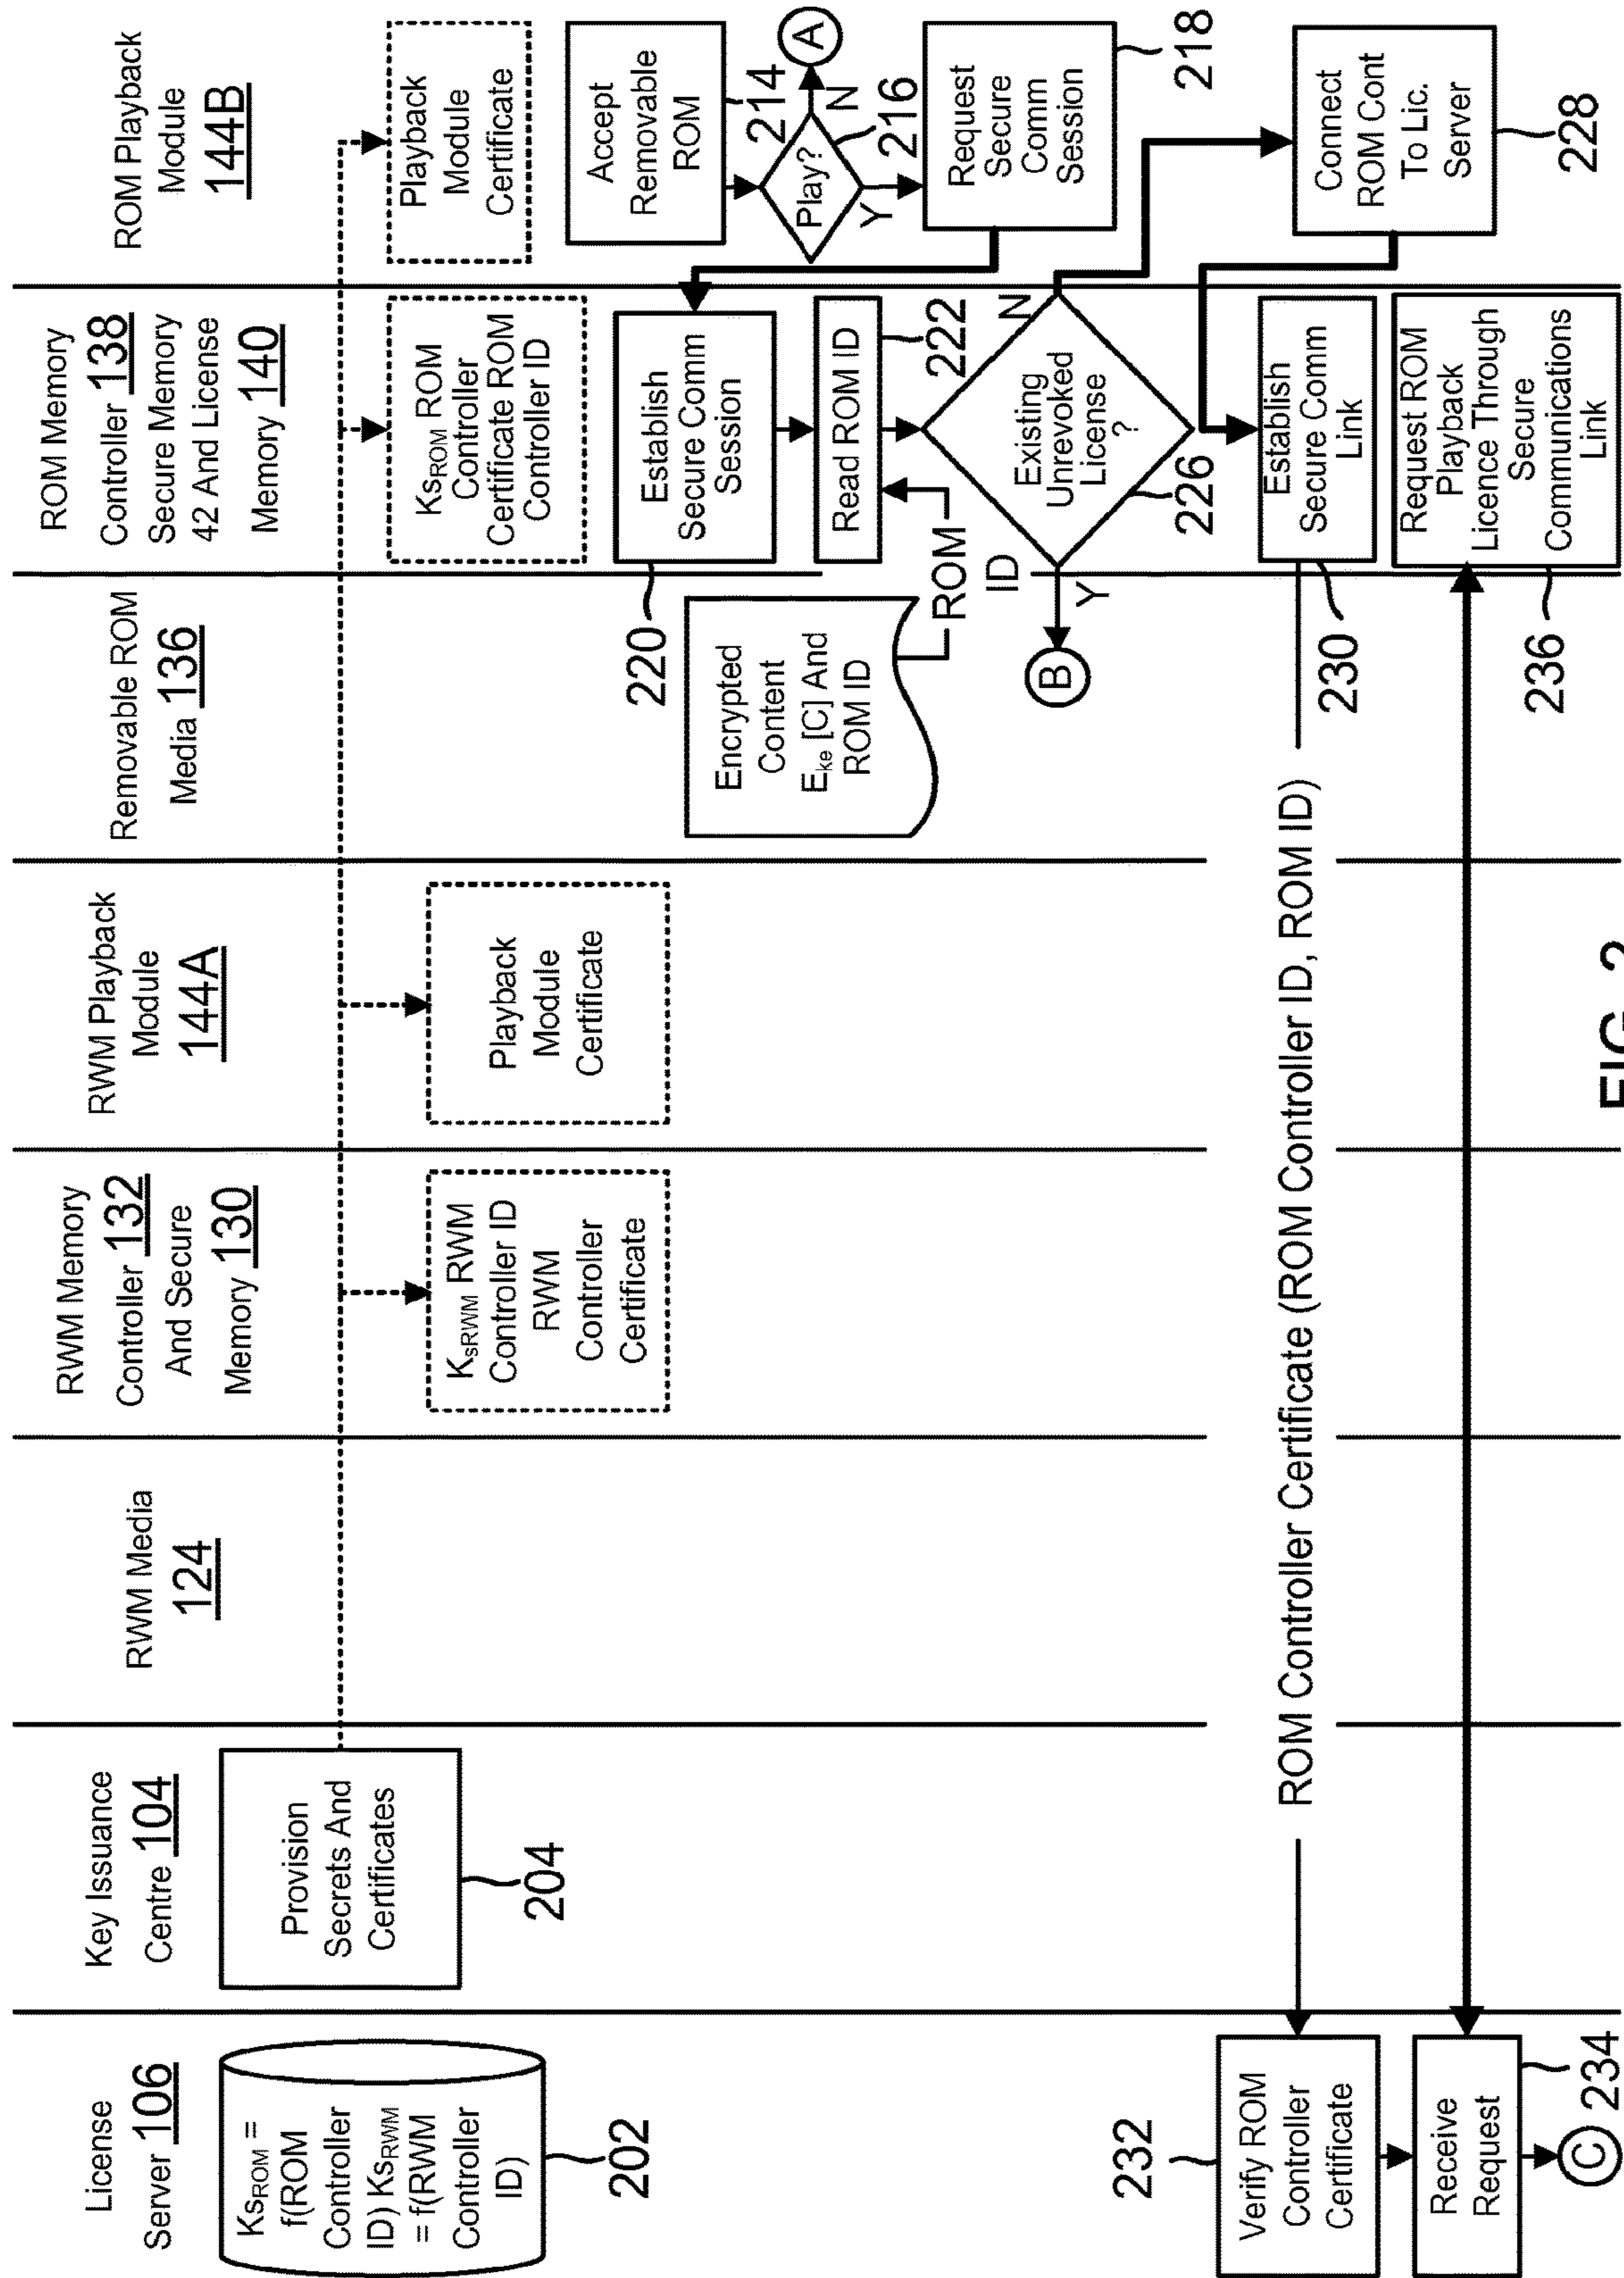 License
Server 106
Key Issuance
Centre 104
RWM Media
124
RWM Memory
Controller 132
And Secure
Memory 130
RWM Playback
Module
144A
Removable ROM
Media 136
ROM Memory
Controller 138
Secure Memory
42 And License
Memory 140
ROM Playback
Module
144B
KsROM =
f(ROM
Controller
ID) KsRWM
= f(RWM
Controller
ID)
202
Provision
Secrets And
Certificates
204
KsRWM RWM
Controller ID
RWM
Controller
Certificate
Playback
Module
Certificate
KsROM ROM
Controller
Certificate ROM
Controller ID
Playback
Module
Certificate
Accept
Removable
ROM
214
Play?
N
A
216
Y
Request
Secure
Comm
Session
218
Establish
Secure Comm
Session
220
Read ROM ID
222
Encrypted
Content
Eke [C] And
ROM ID
ROM
ID
Existing
Unrevoked
License
?
N
226
Y
B
Connect
ROM Cont
To Lic.
Server
228
Establish
Secure Comm
Link
230
ROM Controller Certificate (ROM Controller ID, ROM ID)
232
Verify ROM
Controller
Certificate
Request ROM
Playback
Licence Through
Secure
Communications
Link
236
Receive
Request
234
C